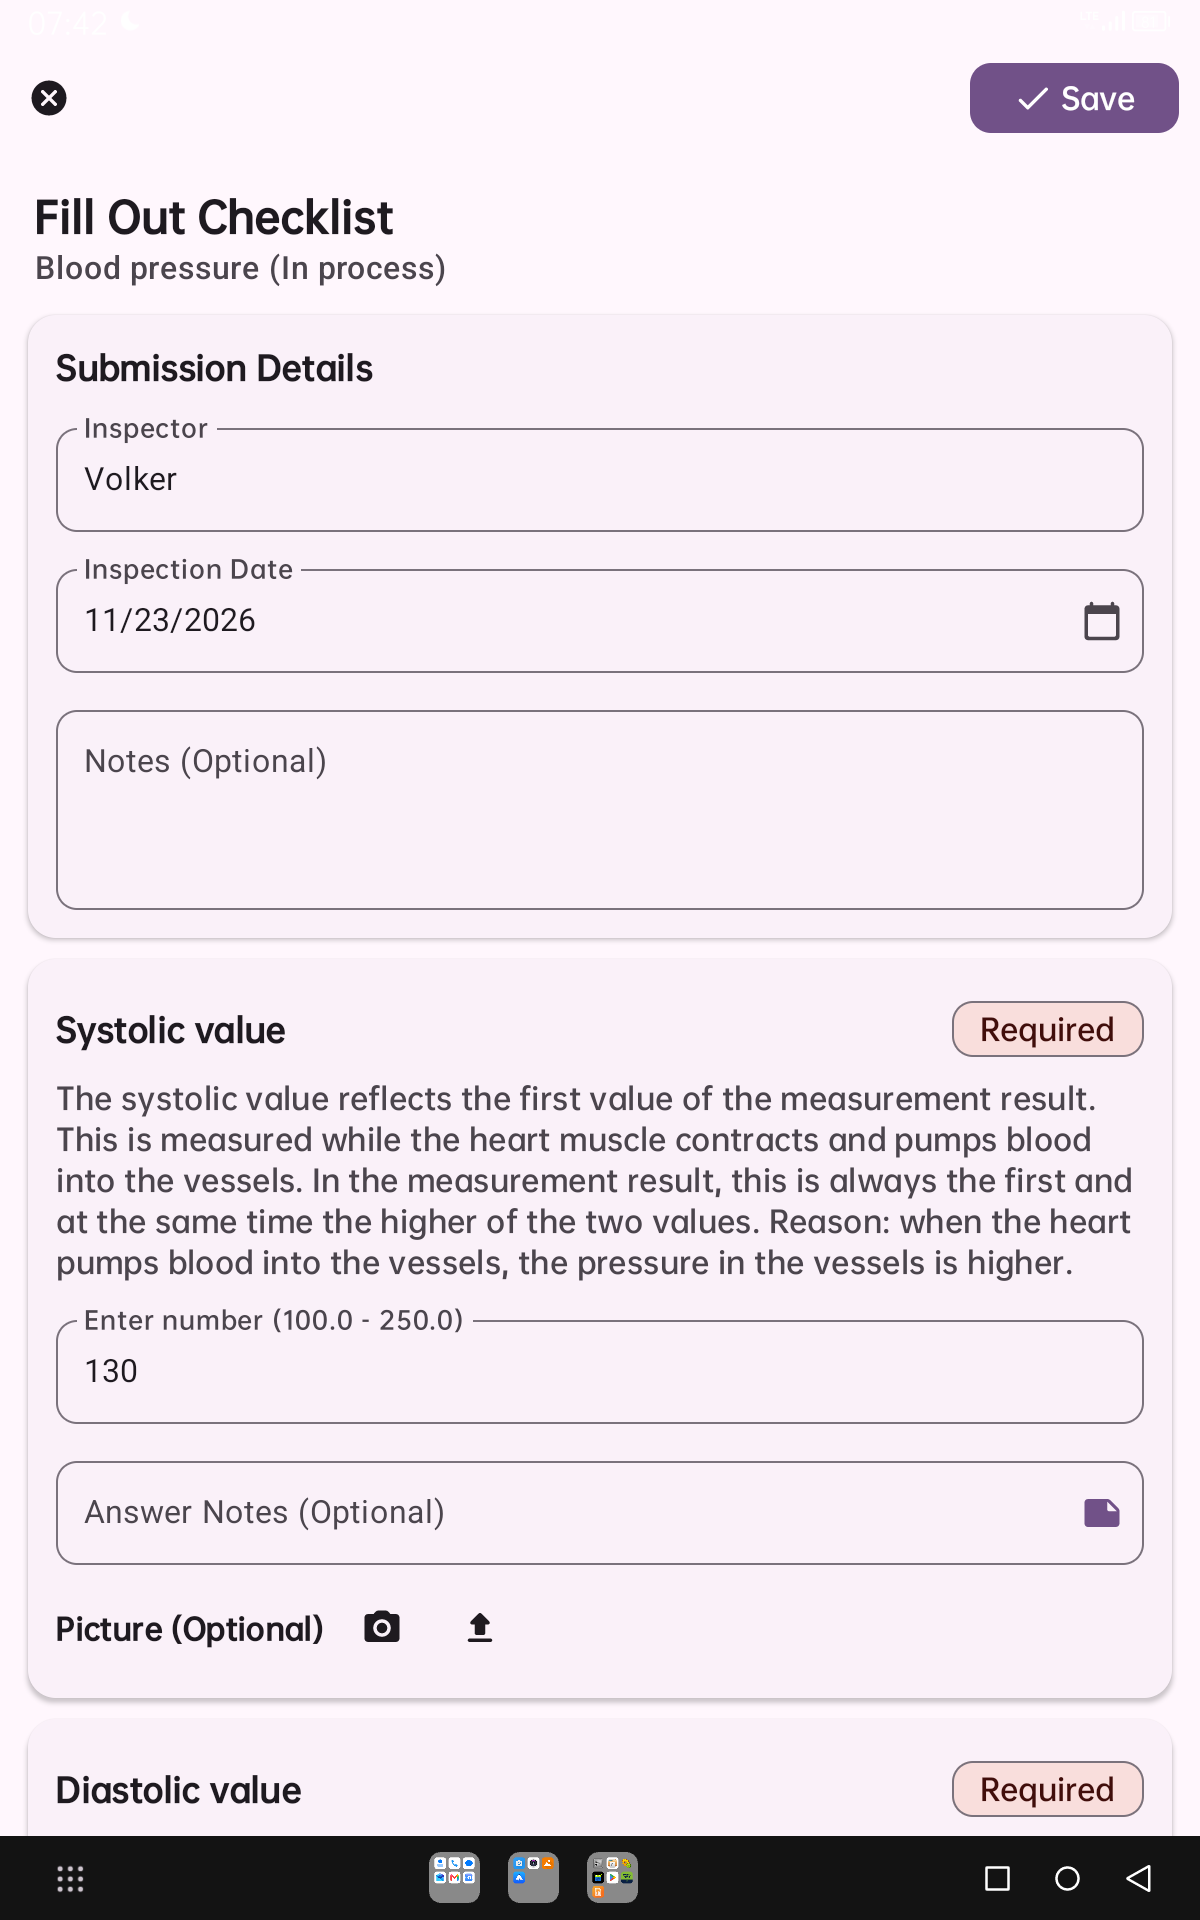 07:42
Save
Fill Out Checklist
Blood pressure (In process)
Submission Details
Inspector
Volker
Inspection Date
11/23/2026
Notes (Optional)
Systolic value
Required
The systolic value reflects the first value of the measurement result.
This is measured while the heart muscle contracts and pumps blood
into the vessels. In the measurement result, this is always the first and
at the same time the higher of the two values. Reason: when the heart
pumps blood into the vessels, the pressure in the vessels is higher.
Enter number (100.0 - 250.0)
130
Answer Notes (Optional)
Picture (Optional)
Diastolic value
Required